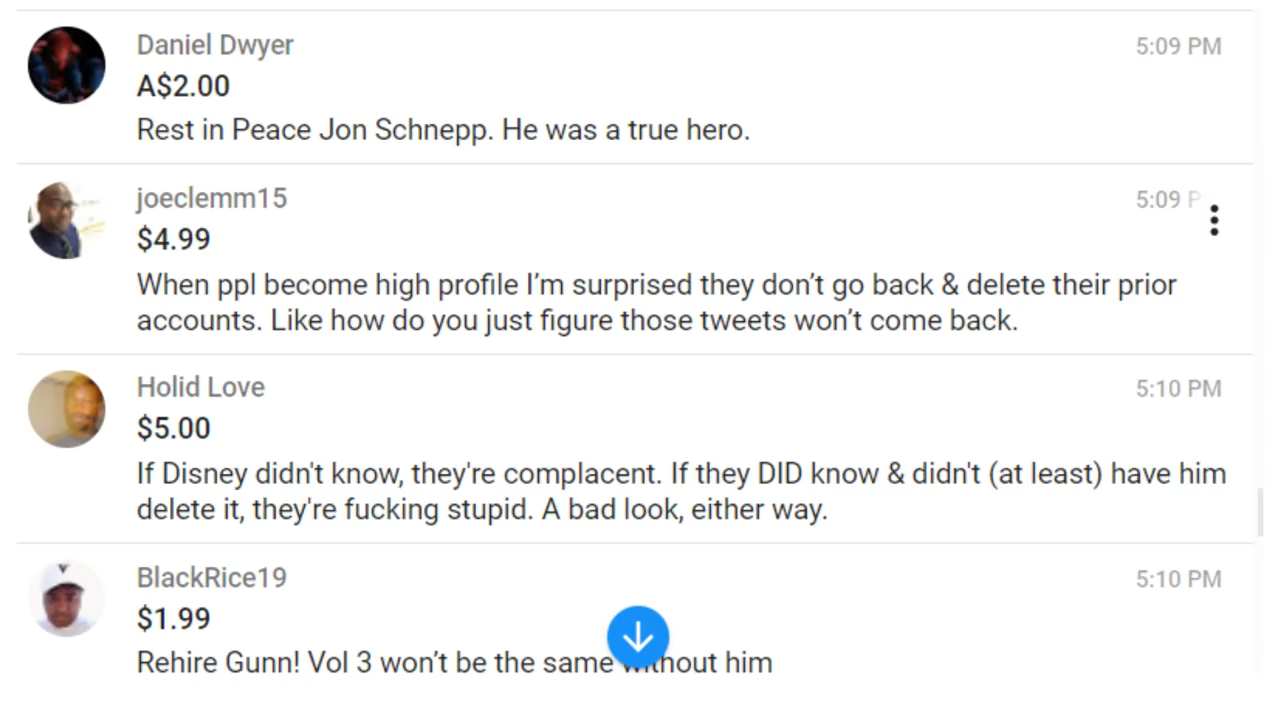 Daniel Dwyer 5:09 PM
A$2.00
Rest in Peace Jon Schnepp. He was a true hero.
joeclemm15 5:09 P
$4.99
When ppl become high profile I’m surprised they don’t go back & delete their prior
accounts. Like how do you just figure those tweets won’t come back.
Holid Love 5:10 PM
$5.00
If Disney didn't know, they're complacent. If they DID know & didn't (at least) have him
delete it, they're fucking stupid. A bad look, either way.
BlackRice19 5:10 PM
$1.99
Rehire Gunn! Vol 3 won’t be the same without him